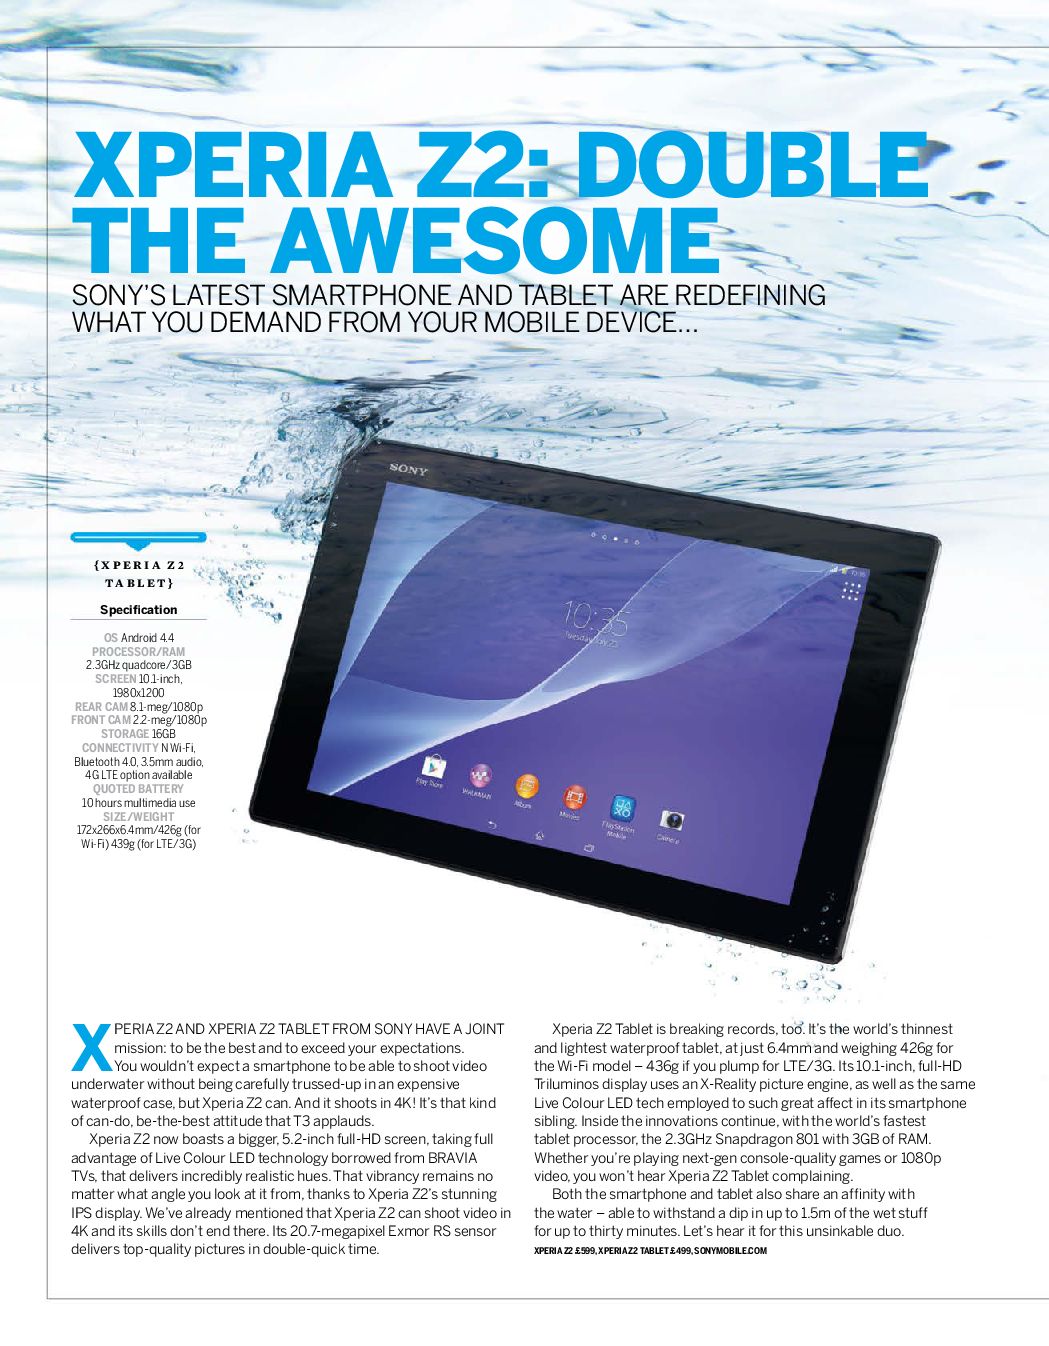 XPERIA Z2: DOUBLE
THE AWESOME
SONY'S LATEST SMARTPHONE AND TABLET ARE REDEFINING
WHAT YOU DEMAND FROM YOUR MOBILE DEVICE...
SONY
10:35
Tuesday, July 23
10:35
Play Store
WALKMAN
Album
Movies
PlayStation
Mobile
Camera
{XPERIA Z2
TABLET}
Specification
OS Android 4.4
PROCESSOR/RAM
2.3GHz quadcore/3GB
SCREEN 10.1-inch,
1980x1200
REAR CAM 8.1-meg/1080p
FRONT CAM 2.2-meg/1080p
STORAGE 16GB
CONNECTIVITY N Wi-Fi,
Bluetooth 4.0, 3.5mm audio,
4G LTE option available
QUOTED BATTERY
10 hours multimedia use
SIZE/WEIGHT
172x266x6.4mm/426g (for
Wi-Fi) 439g (for LTE/3G)
XPERIA Z2 AND XPERIA Z2 TABLET FROM SONY HAVE A JOINT
mission: to be the best and to exceed your expectations.
You wouldn't expect a smartphone to be able to shoot video
underwater without being carefully trussed-up in an expensive
waterproof case, but Xperia Z2 can. And it shoots in 4K! It's that kind
of can-do, be-the-best attitude that T3 applauds.
Xperia Z2 now boasts a bigger, 5.2-inch full-HD screen, taking full
advantage of Live Colour LED technology borrowed from BRAVIA
TVs, that delivers incredibly realistic hues. That vibrancy remains no
matter what angle you look at it from, thanks to Xperia Z2's stunning
IPS display. We've already mentioned that Xperia Z2 can shoot video in
4K and its skills don't end there. Its 20.7-megapixel Exmor RS sensor
delivers top-quality pictures in double-quick time.
Xperia Z2 Tablet is breaking records, too. It's the world's thinnest
and lightest waterproof tablet, at just 6.4mm and weighing 426g for
the Wi-Fi model – 436g if you plump for LTE/3G. Its 10.1-inch, full-HD
Triluminos display uses an X-Reality picture engine, as well as the same
Live Colour LED tech employed to such great affect in its smartphone
sibling. Inside the innovations continue, with the world's fastest
tablet processor, the 2.3GHz Snapdragon 801 with 3GB of RAM.
Whether you're playing next-gen console-quality games or 1080p
video, you won't hear Xperia Z2 Tablet complaining.
Both the smartphone and tablet also share an affinity with
the water – able to withstand a dip in up to 1.5m of the wet stuff
for up to thirty minutes. Let's hear it for this unsinkable duo.
XPERIA Z2 £599, XPERIA Z2 TABLET £499, SONYMOBILE.COM